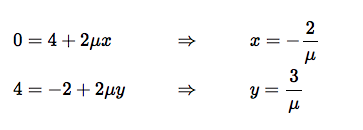 0 = 4 + 2μx ⇒ x = −2/μ
4 = −2 + 2μy ⇒ y = 3/μ